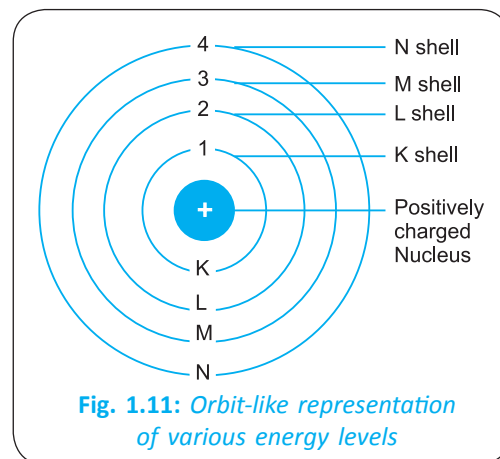 4
N shell
3
M shell
2
L shell
1
K shell
+
Positively
charged
Nucleus
K
L
M
N
Fig. 1.11: Orbit-like representation
of various energy levels